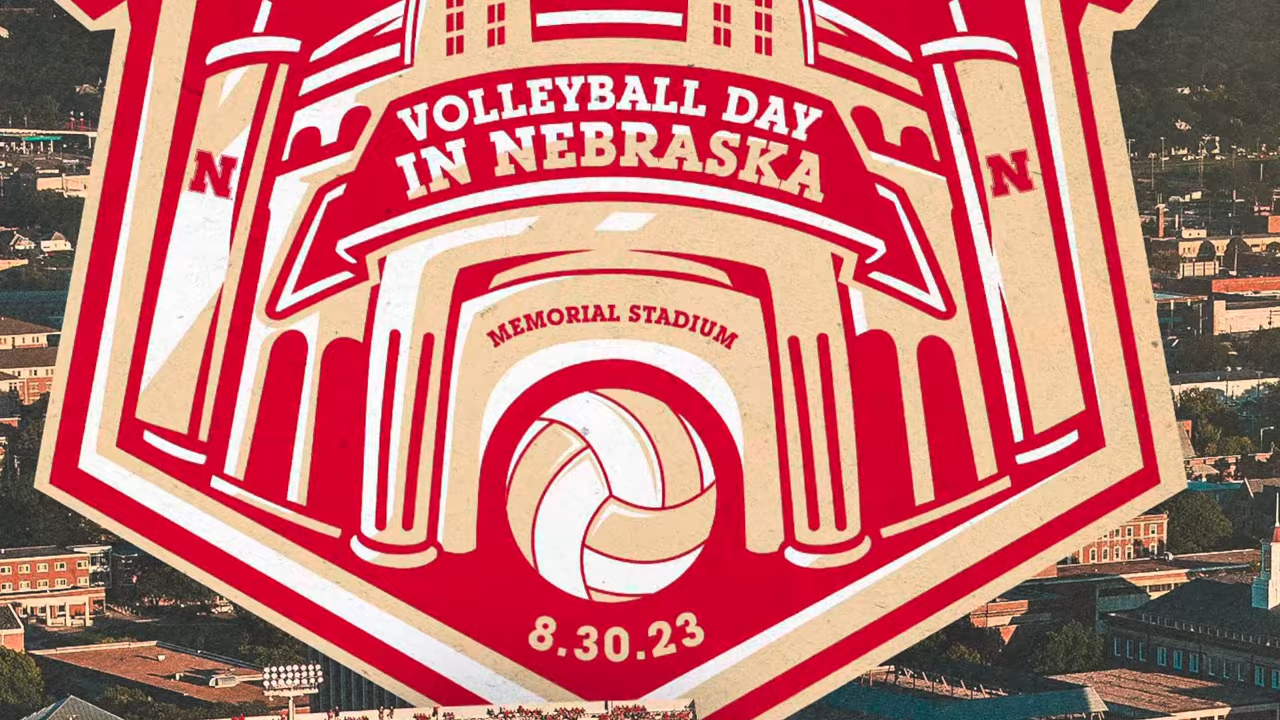 VOLLEYBALL DAY
IN NEBRASKA
N
N
MEMORIAL STADIUM
8.30.23